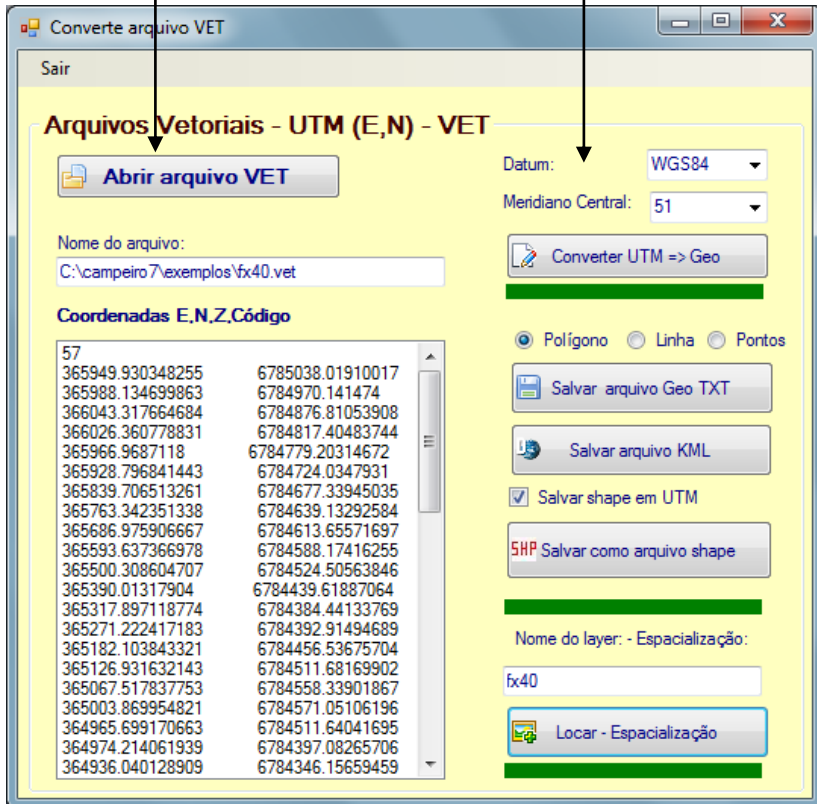 Converte arquivo VET
Sair
Arquivos Vetoriais - UTM (E,N) - VET
Abrir arquivo VET
Nome do arquivo:
C:\campeiro7\exemplos\fx40.vet
Coordenadas E,N,Z,Código
57
365949.930348255 6785038.01910017
365988.134699863 6784970.141474
366043.317664684 6784876.81053908
366026.360778831 6784817.40483744
365966.9687118 6784779.20314672
365928.796841443 6784724.0347931
365839.706513261 6784677.33945035
365763.342351338 6784639.13292584
365686.975906667 6784613.65571697
365593.637366978 6784588.17416255
365500.308604707 6784524.50563846
365390.01317904 6784439.61887064
365317.897118774 6784384.44133769
365271.222417183 6784392.91494689
365182.103843321 6784456.53675704
365126.931632143 6784511.68169902
365067.517837753 6784558.33901867
365003.869954821 6784571.05106196
364965.699170663 6784511.64041695
364974.214061939 6784397.08265706
364936.040128909 6784346.15659459
Datum: WGS84
Meridiano Central: 51
Converter UTM => Geo
Polígono Linha Pontos
Salvar arquivo Geo TXT
Salvar arquivo KML
Salvar shape em UTM
SHP Salvar como arquivo shape
Nome do layer: - Espacialização:
fx40
Locar - Espacialização